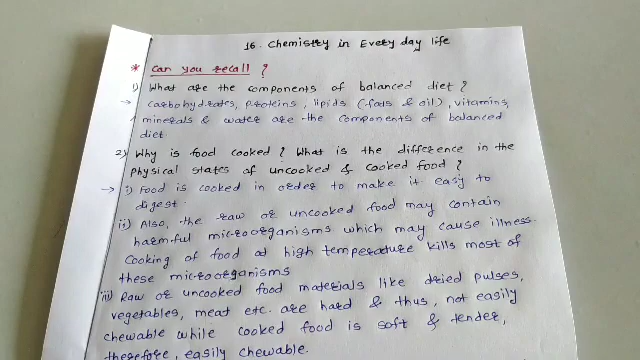 16. Chemistry in Every day life
* Can you recall ?
1) What are the components of balanced diet ?
→ Carbohydrates, proteins, lipids (fats & oil), vitamins,
minerals & water are the components of balanced
diet.
2) Why is food cooked ? What is the difference in the
physical states of uncooked & cooked food ?
→ i) Food is cooked in order to make it easy to
digest.
ii) Also, the raw or uncooked food may contain
harmful microorganisms which may cause illness.
Cooking of food at high temperature kills most of
these microorganisms
iii) Raw or uncooked food materials like dried pulses,
vegetables, meat etc. are hard & thus, not easily
chewable while cooked food is soft & tender,
therefore, easily chewable.